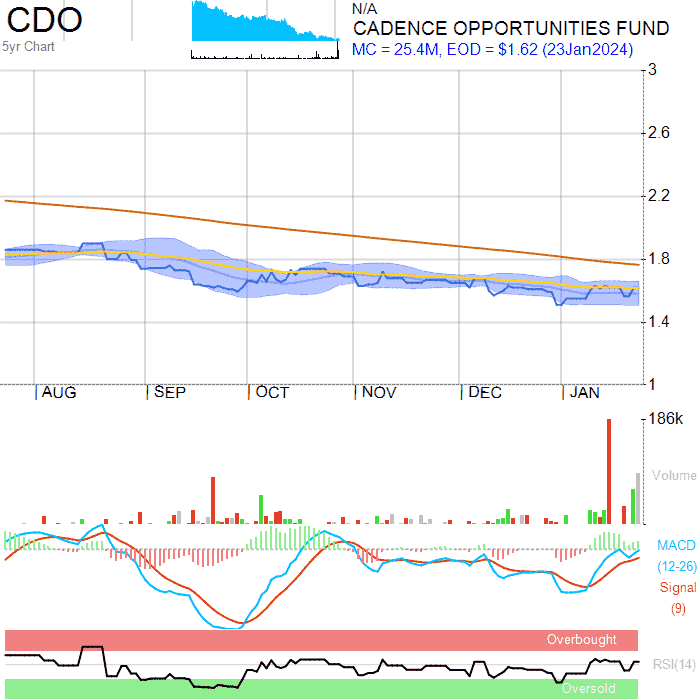 CDO
5yr Chart
N/A
CADENCE OPPORTUNITIES FUND
MC = 25.4M, EOD = $1.62 (23Jan2024)
3
2.6
2.2
1.8
1.4
1
AUG SEP OCT NOV DEC JAN
186k
Volume
MACD
(12-26)
Signal
(9)
Overbought
RSI(14)
Oversold